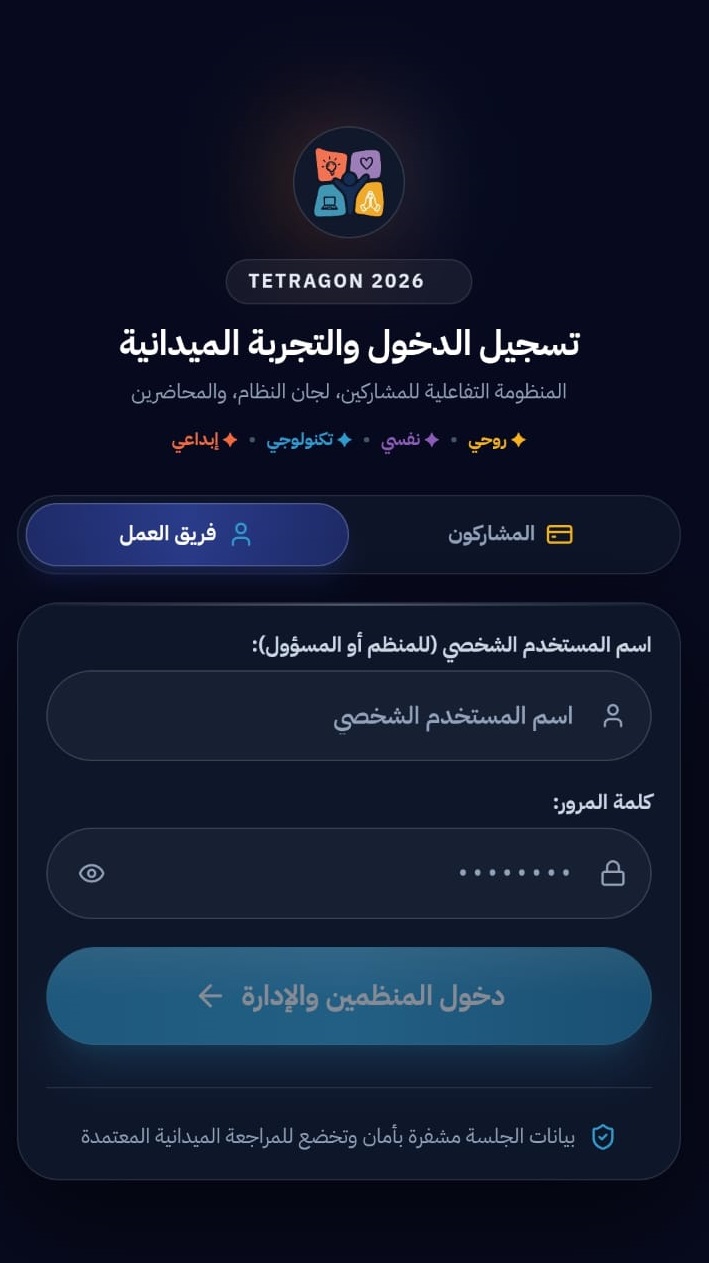 TETRAGON 2026
تسجيل الدخول والتجربة الميدانية
المنظومة التفاعلية للمشاركين، لجان النظام، والمحاضرين
✦ روحي • ✦ نفسي • ✦ تكنولوجي • ✦ إبداعي
المشاركون
فريق العمل
اسم المستخدم الشخصي (للمنظم أو المسؤول):
اسم المستخدم الشخصي
كلمة المرور:
••••••••
دخول المنظمين والإدارة ←
بيانات الجلسة مشفرة بأمان وتخضع للمراجعة الميدانية المعتمدة